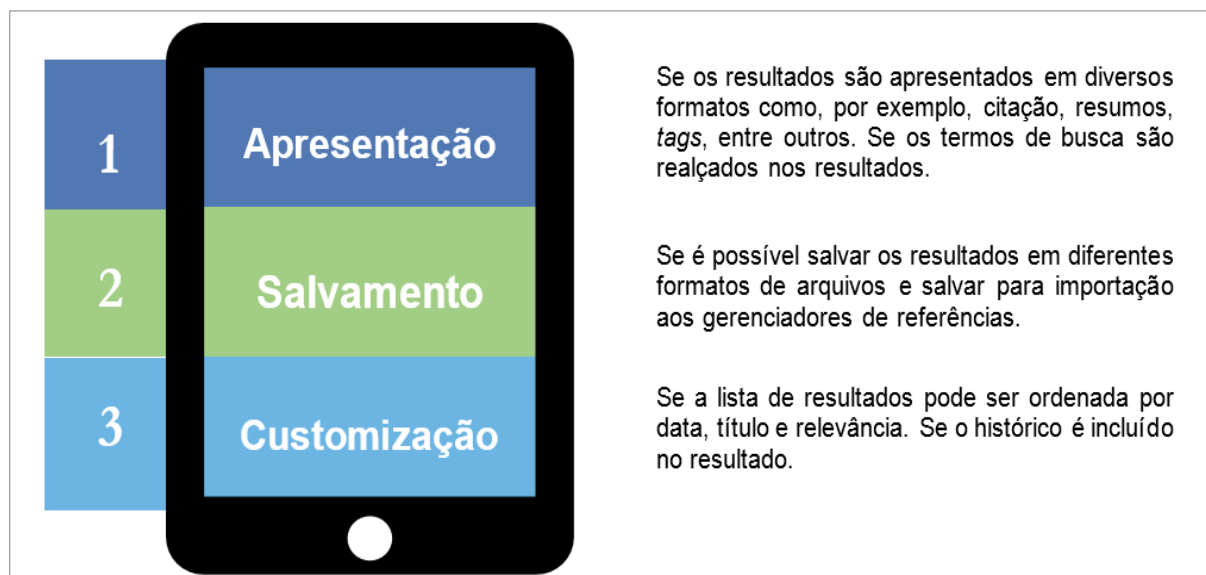 1
Apresentação
Se os resultados são apresentados em diversos
formatos como, por exemplo, citação, resumos,
tags, entre outros. Se os termos de busca são
realçados nos resultados.
2
Salvamento
Se é possível salvar os resultados em diferentes
formatos de arquivos e salvar para importação
aos gerenciadores de referências.
3
Customização
Se a lista de resultados pode ser ordenada por
data, título e relevância. Se o histórico é incluído
no resultado.